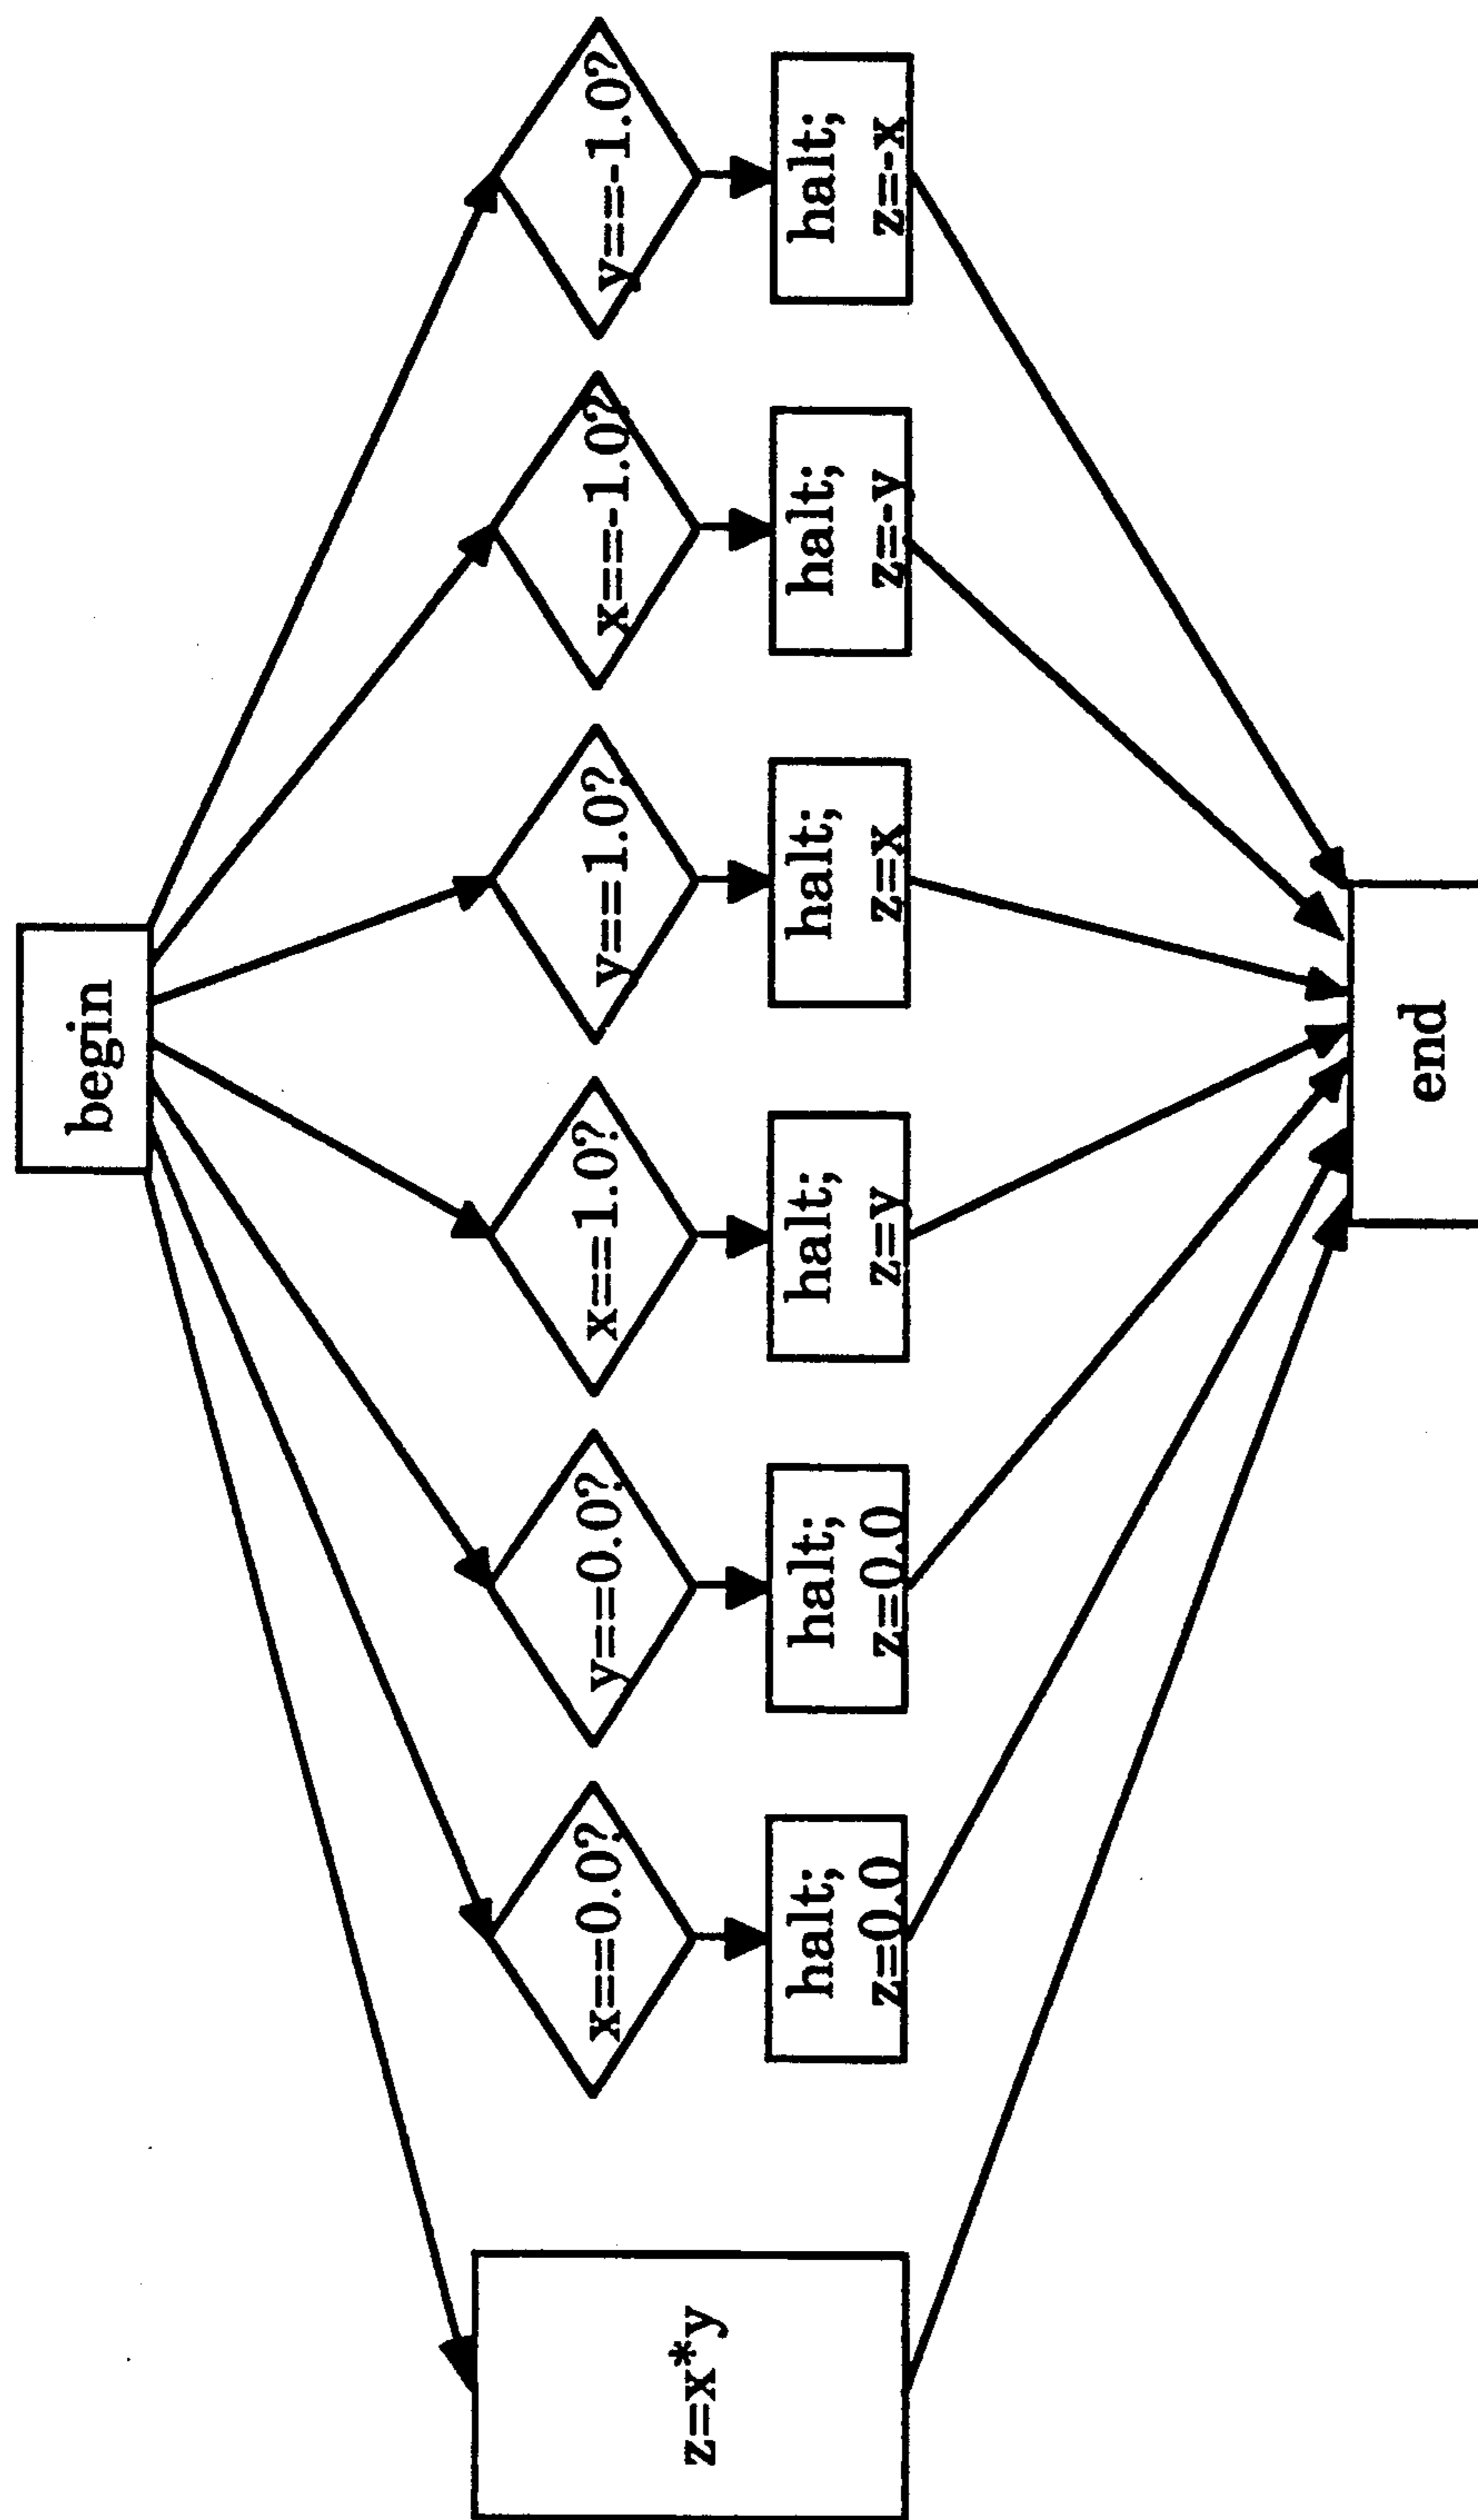 begin
x==0.0?
y==0.0?
x==1.0?
y==1.0?
x==-1.0?
y==-1.0?
z=x*y
halt;
z=0.0
halt;
z=0.0
halt;
z=y
halt;
z=x
halt;
z=-y
halt;
z=-x
end